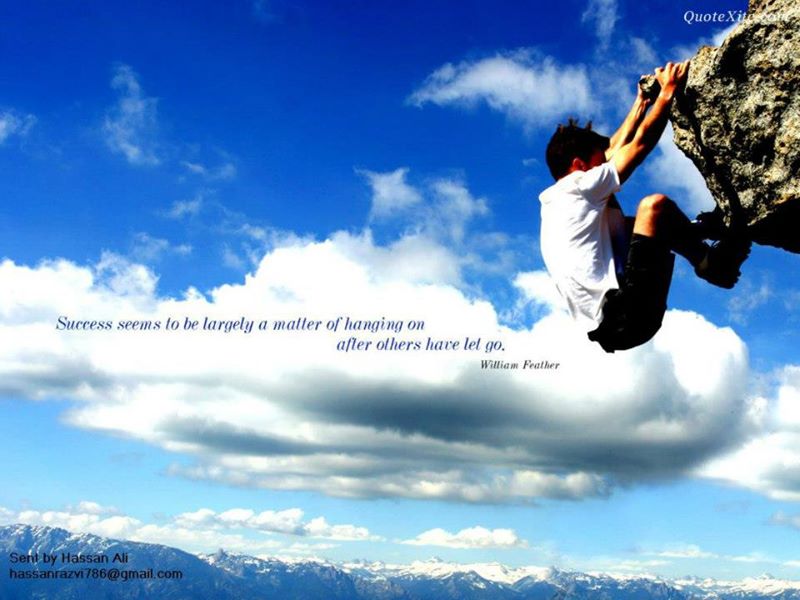 QuoteXite.com
Success seems to be largely a matter of hanging on
after others have let go.
William Feather
Sent by Hassan Ali
hassanrazvi786@gmail.com